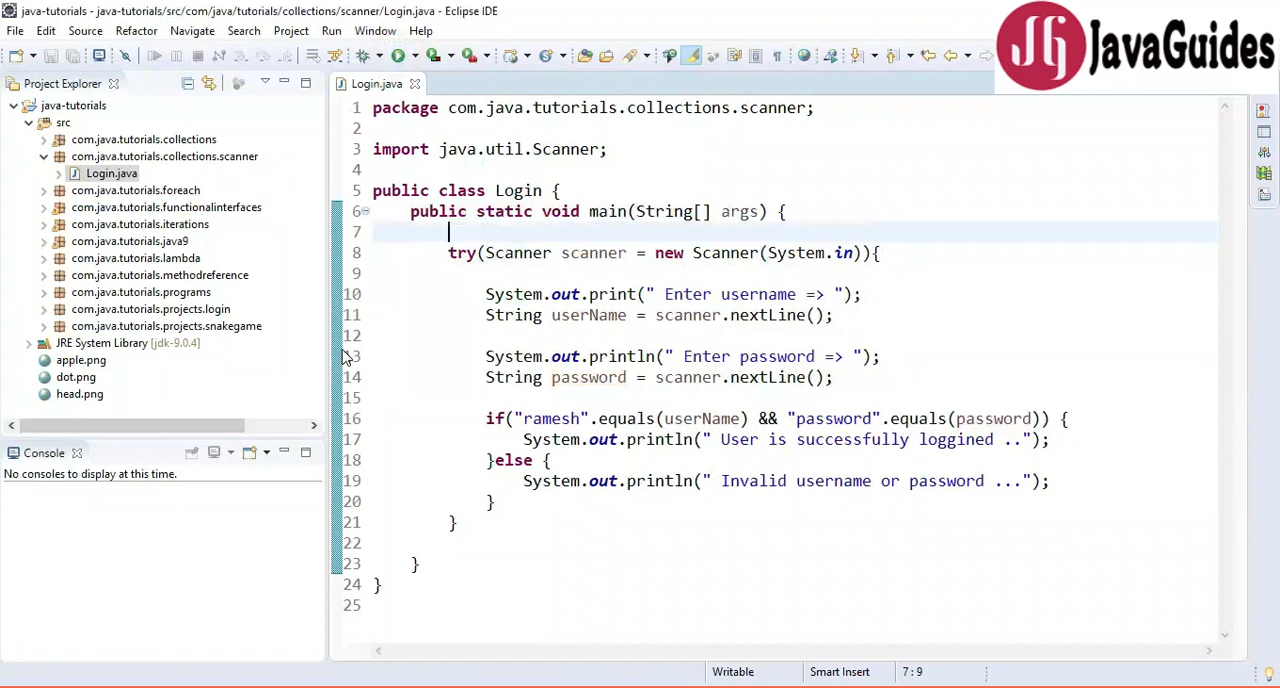 java-tutorials - java-tutorials/src/com/java/tutorials/collections/scanner/Login.java - Eclipse IDE
File Edit Source Refactor Navigate Search Project Run Window Help
JavaGuides
Project Explorer
java-tutorials
src
com.java.tutorials.collections
com.java.tutorials.collections.scanner
Login.java
com.java.tutorials.foreach
com.java.tutorials.functionalinterfaces
com.java.tutorials.iterations
com.java.tutorials.java9
com.java.tutorials.lambda
com.java.tutorials.methodreference
com.java.tutorials.programs
com.java.tutorials.projects.login
com.java.tutorials.projects.snakegame
JRE System Library [jdk-9.0.4]
apple.png
dot.png
head.png
Console
No consoles to display at this time.
Login.java
1 package com.java.tutorials.collections.scanner;
2
3 import java.util.Scanner;
4
5 public class Login {
6 public static void main(String[] args) {
7
8 try(Scanner scanner = new Scanner(System.in)){
9
10 System.out.print(" Enter username => ");
11 String userName = scanner.nextLine();
12
13 System.out.println(" Enter password => ");
14 String password = scanner.nextLine();
15
16 if("ramesh".equals(userName) && "password".equals(password)) {
17 System.out.println(" User is successfully loggined ..");
18 }else {
19 System.out.println(" Invalid username or password ...");
20 }
21 }
22
23 }
24 }
25
Writable Smart Insert 7 : 9